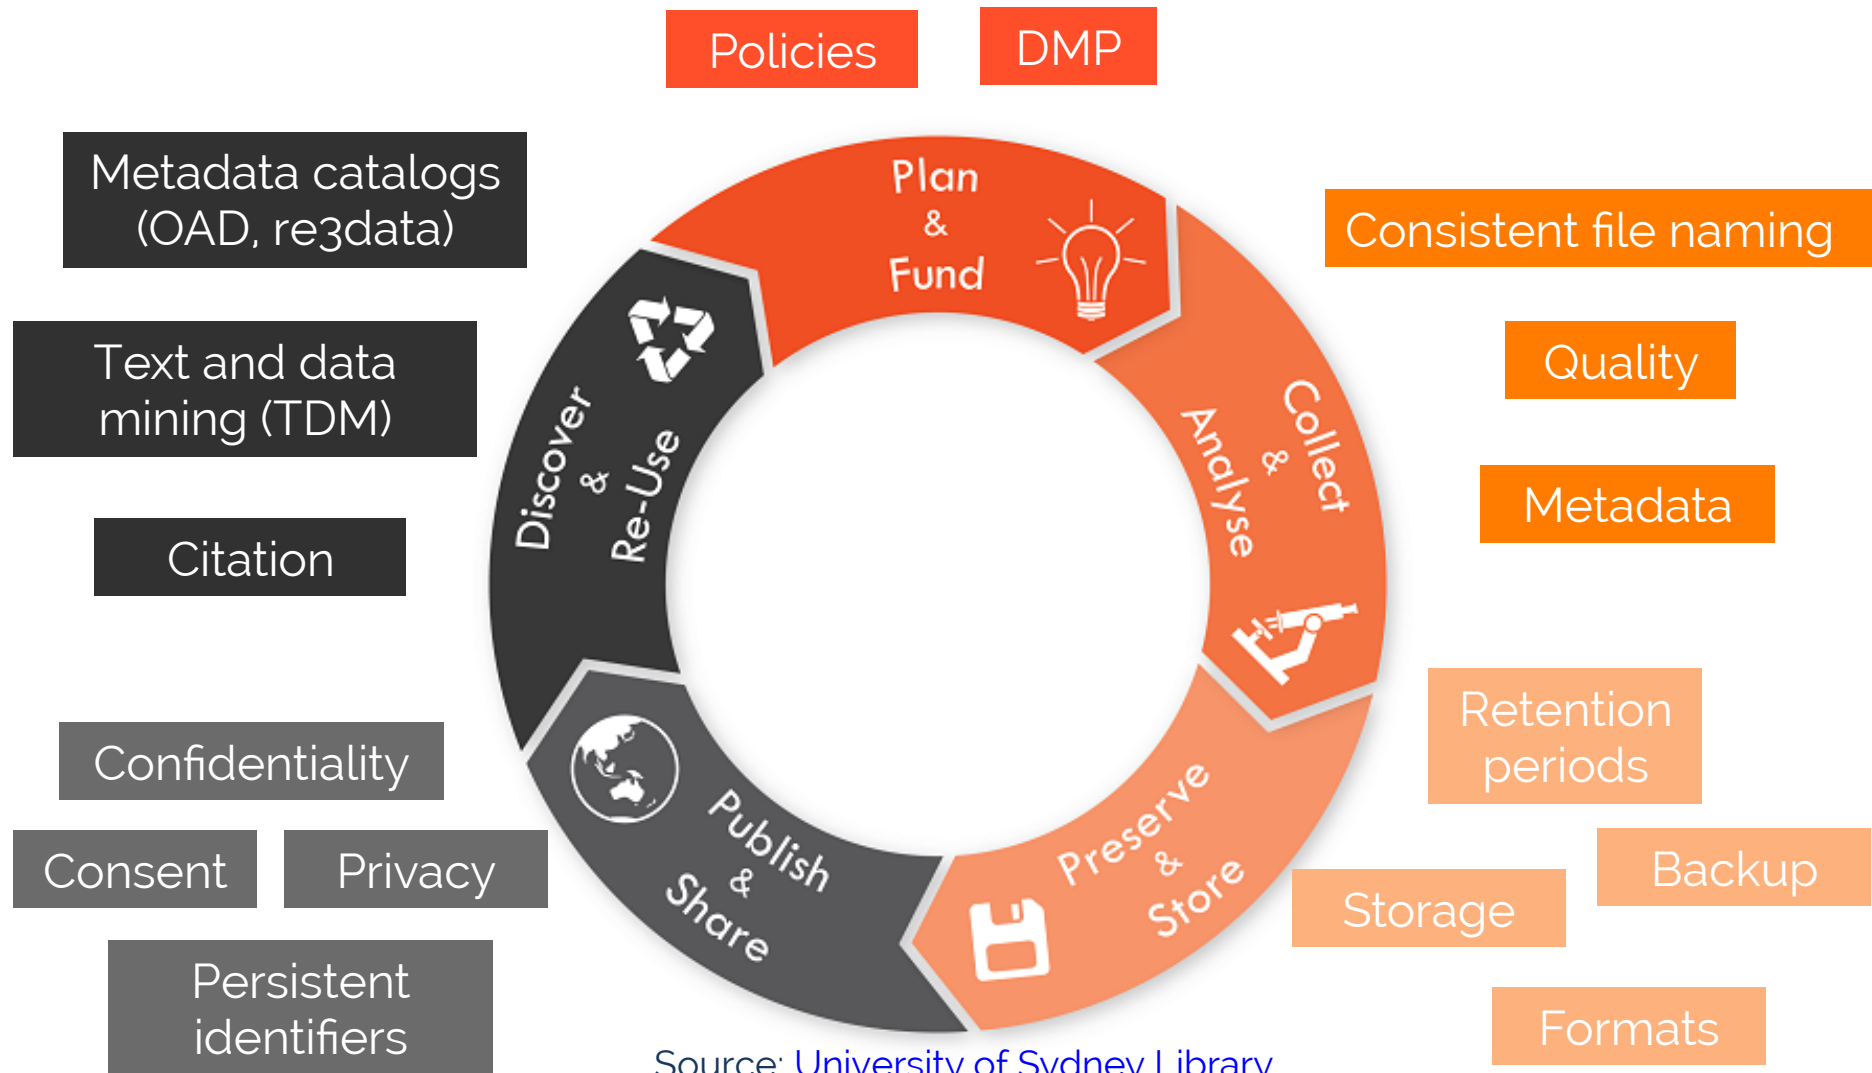 Policies
DMP
Metadata catalogs
(OAD, re3data)
Text and data
mining (TDM)
Citation
Plan
&
Fund
Collect
&
Analyse
Preserve
&
Store
Publish
&
Share
Discover
&
Re-Use
Consistent file naming
Quality
Metadata
Retention
periods
Backup
Storage
Formats
Confidentiality
Consent
Privacy
Persistent
identifiers
Source: University of Sydney Library